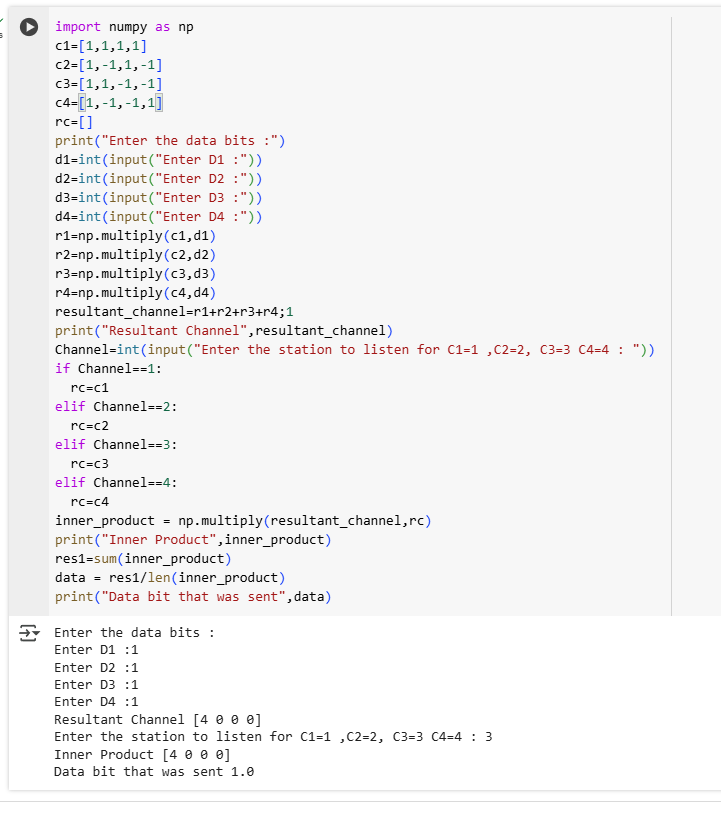 import numpy as np
c1=[1,1,1,1]
c2=[1,-1,1,-1]
c3=[1,1,-1,-1]
c4=[1,-1,-1,1]
rc=[]
print("Enter the data bits :")
d1=int(input("Enter D1 :"))
d2=int(input("Enter D2 :"))
d3=int(input("Enter D3 :"))
d4=int(input("Enter D4 :"))
r1=np.multiply(c1,d1)
r2=np.multiply(c2,d2)
r3=np.multiply(c3,d3)
r4=np.multiply(c4,d4)
resultant_channel=r1+r2+r3+r4;1
print("Resultant Channel",resultant_channel)
Channel=int(input("Enter the station to listen for C1=1 ,C2=2, C3=3 C4=4 : "))
if Channel==1:
  rc=c1
elif Channel==2:
  rc=c2
elif Channel==3:
  rc=c3
elif Channel==4:
  rc=c4
inner_product = np.multiply(resultant_channel,rc)
print("Inner Product",inner_product)
res1=sum(inner_product)
data = res1/len(inner_product)
print("Data bit that was sent",data)
Enter the data bits :
Enter D1 :1
Enter D2 :1
Enter D3 :1
Enter D4 :1
Resultant Channel [4 0 0 0]
Enter the station to listen for C1=1 ,C2=2, C3=3 C4=4 : 3
Inner Product [4 0 0 0]
Data bit that was sent 1.0